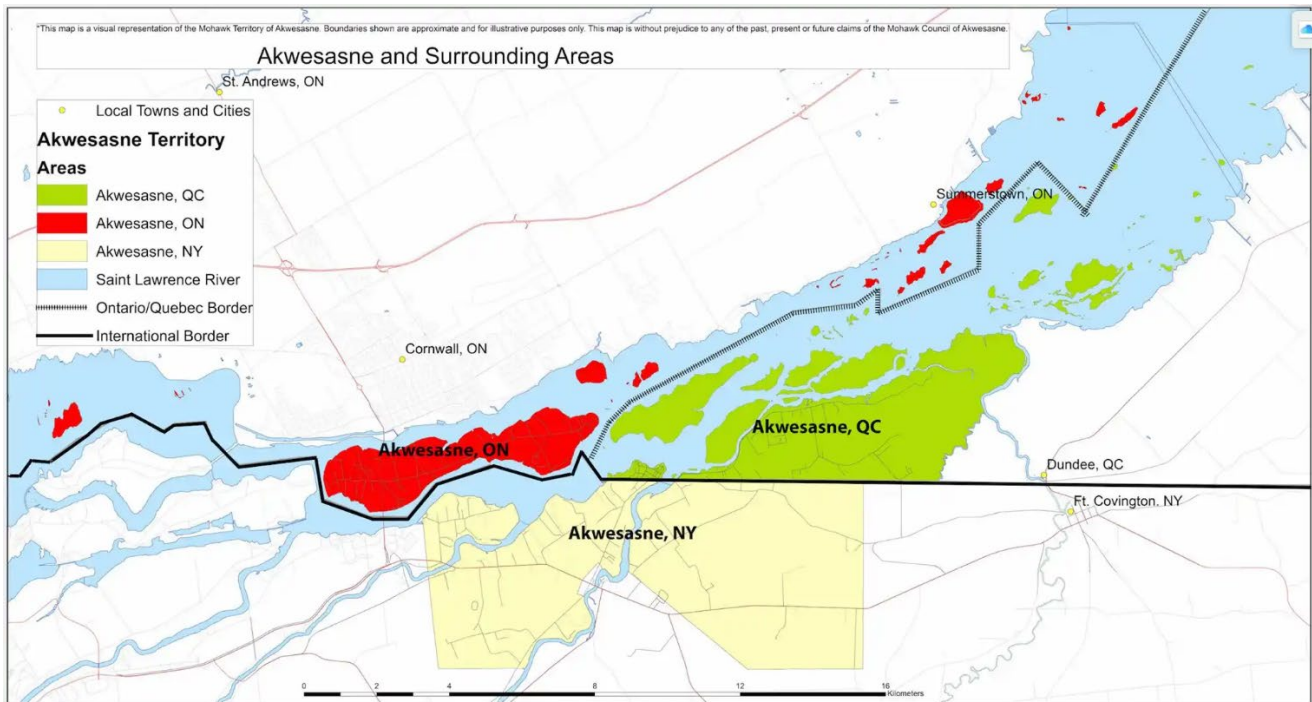 *This map is a visual representation of the Mohawk Territory of Akwesasne. Boundaries shown are approximate and for illustrative purposes only. This map is without prejudice to any of the past, present or future claims of the Mohawk Council of Akwesasne.
Akwesasne and Surrounding Areas
St. Andrews, ON
Local Towns and Cities
Akwesasne Territory
Areas
Akwesasne, QC
Akwesasne, ON
Akwesasne, NY
Saint Lawrence River
Ontario/Quebec Border
International Border
Summerstown, ON
Cornwall, ON
Akwesasne, QC
Akwesasne, ON
Dundee, QC
Ft. Covington. NY
Akwesasne, NY
0 2 4 8 12 16
Kilometers